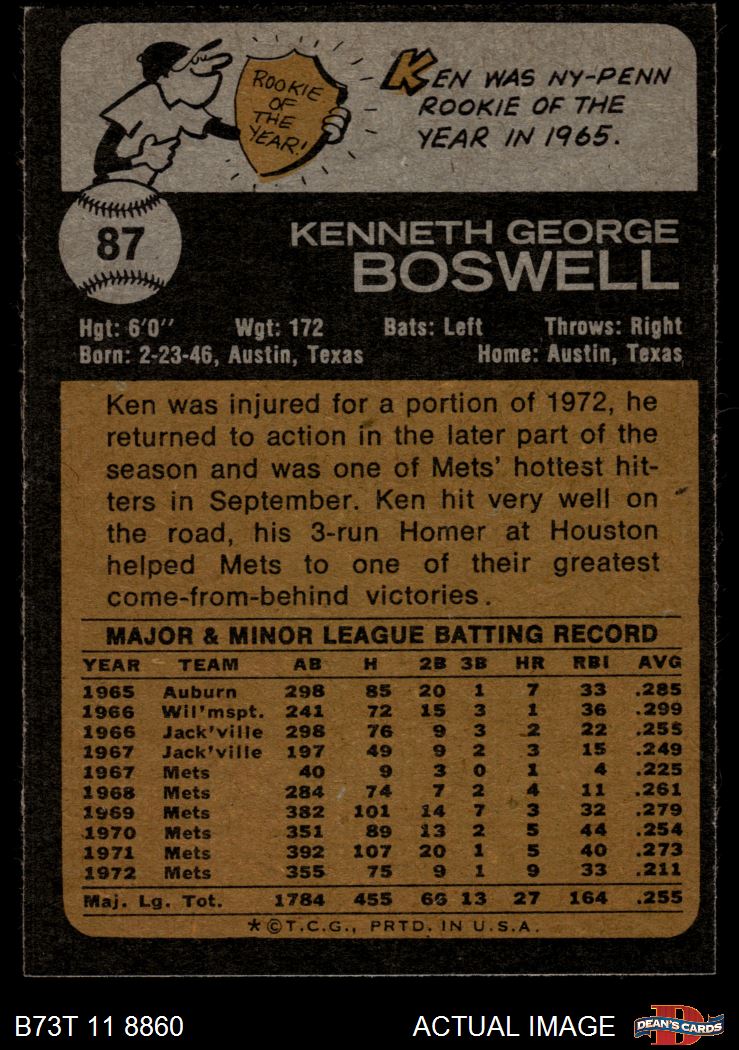 ROOKIE
OF
THE
YEAR!
KEN WAS NY-PENN
ROOKIE OF THE
YEAR IN 1965.
87
KENNETH GEORGE
BOSWELL
Hgt: 6'0" Wgt: 172 Bats: Left Throws: Right
Born: 2-23-46, Austin, Texas Home: Austin, Texas
Ken was injured for a portion of 1972, he
returned to action in the later part of the
season and was one of Mets' hottest hit-
ters in September. Ken hit very well on
the road, his 3-run Homer at Houston
helped Mets to one of their greatest
come-from-behind victories.
MAJOR & MINOR LEAGUE BATTING RECORD
YEAR TEAM AB H 2B 3B HR RBI AVG
1965 Auburn 298 85 20 1 7 33 .285
1966 Wil'mspt. 241 72 15 3 1 36 .299
1966 Jack'ville 298 76 9 3 2 22 .255
1967 Jack'ville 197 49 9 2 3 15 .249
1967 Mets 40 9 3 0 1 4 .225
1968 Mets 284 74 7 2 4 11 .261
1969 Mets 382 101 14 7 3 32 .279
1970 Mets 351 89 13 2 5 44 .254
1971 Mets 392 107 20 1 5 40 .273
1972 Mets 355 75 9 1 9 33 .211
Maj. Lg. Tot. 1784 455 66 13 27 164 .255
*©T.C.G., PRTD. IN U.S.A.
B73T 11 8860 ACTUAL IMAGE DEAN'S CARDS